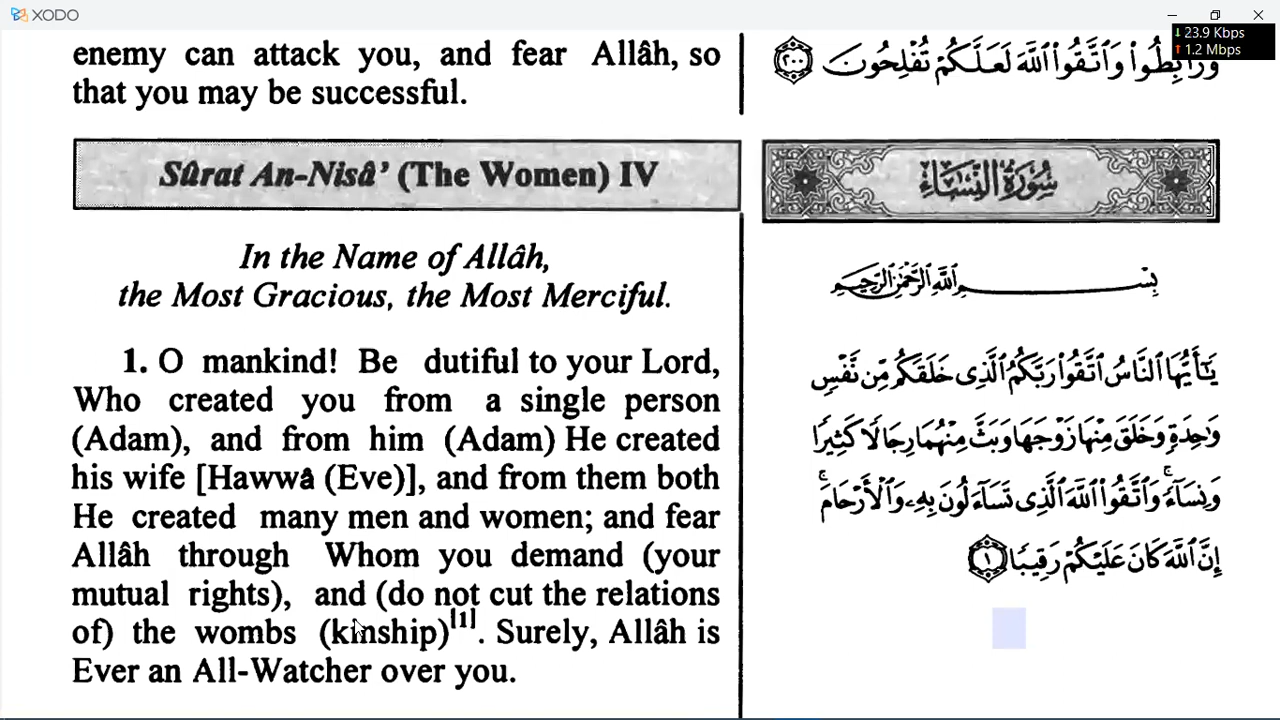 XODO
↓ 23.9 Kbps
↑ 1.2 Mbps
enemy can attack you, and fear Allâh, so
that you may be successful.
Sûrat An-Nisâ’ (The Women) IV
In the Name of Allâh,
the Most Gracious, the Most Merciful.
1. O mankind! Be dutiful to your Lord,
Who created you from a single person
(Adam), and from him (Adam) He created
his wife [Hawwâ (Eve)], and from them both
He created many men and women; and fear
Allâh through Whom you demand (your
mutual rights), and (do not cut the relations
of) the wombs (kinship)[1]. Surely, Allâh is
Ever an All-Watcher over you.
وَرَابِطُوا۟ وَٱتَّقُوا۟ ٱللَّهَ لَعَلَّكُمْ تُفْلِحُونَ ٢٠٠
سُورَةُ النِّسَاءِ
بِسْمِ ٱللَّهِ ٱلرَّحْمَٰنِ ٱلرَّحِيمِ
يَٰٓأَيُّهَا ٱلنَّاسُ ٱتَّقُوا۟ رَبَّكُمُ ٱلَّذِى خَلَقَكُم مِّن نَّفْسٍ
وَٰحِدَةٍ وَخَلَقَ مِنْهَا زَوْجَهَا وَبَثَّ مِنْهُمَا رِجَالًا كَثِيرًا
وَنِسَآءً ۚ وَٱتَّقُوا۟ ٱللَّهَ ٱلَّذِى تَسَآءَلُونَ بِهِۦ وَٱلْأَرْحَامَ ۚ
إِنَّ ٱللَّهَ كَانَ عَلَيْكُمْ رَقِيبًا ١